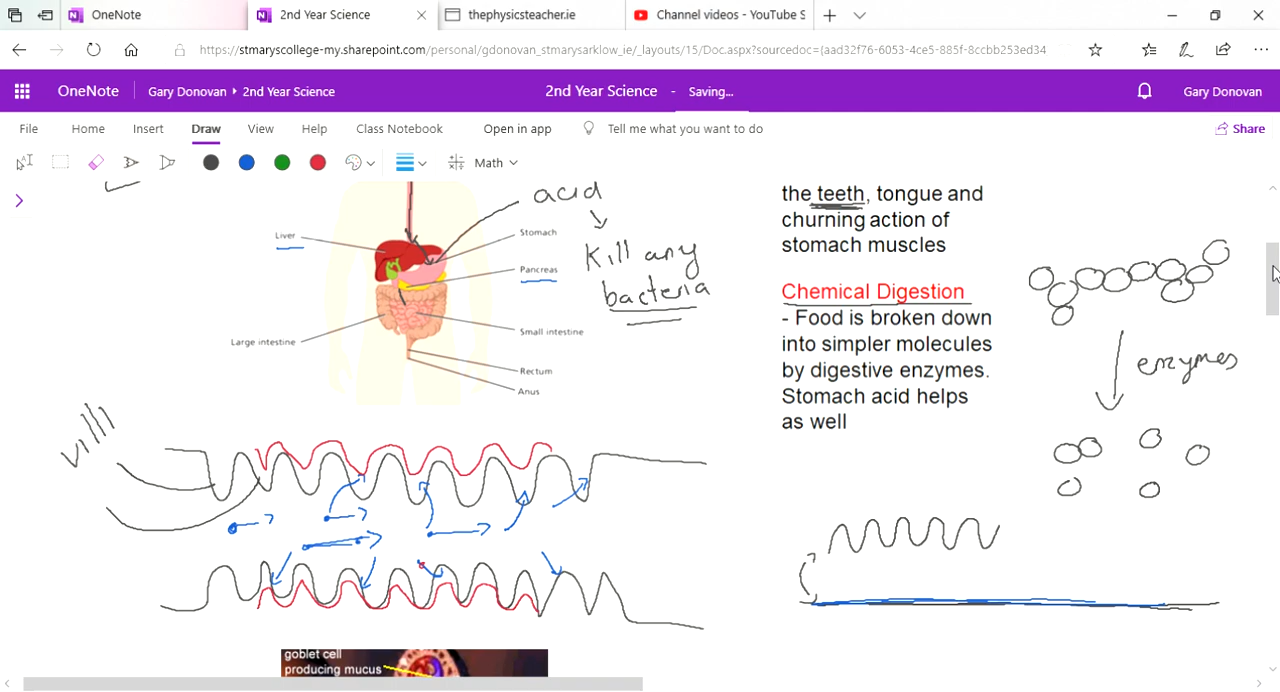 OneNote
2nd Year Science
thephysicsteacher.ie
Channel videos - YouTube S
https://stmaryscollege-my.sharepoint.com/personal/gdonovan_stmarysarklow_ie/_layouts/15/Doc.aspx?sourcedoc={aad32f76-6053-4ce5-885f-8ccbb253ed34
OneNote
Gary Donovan
2nd Year Science
2nd Year Science - Saving...
Gary Donovan
File
Home
Insert
Draw
View
Help
Class Notebook
Open in app
Tell me what you want to do
Share
Math
acid
Kill any
bacteria
Liver
Stomach
Pancreas
Small intestine
Large intestine
Rectum
Anus
the teeth, tongue and
churning action of
stomach muscles
Chemical Digestion
- Food is broken down
into simpler molecules
by digestive enzymes.
Stomach acid helps
as well
enzymes
villi
goblet cell
producing mucus